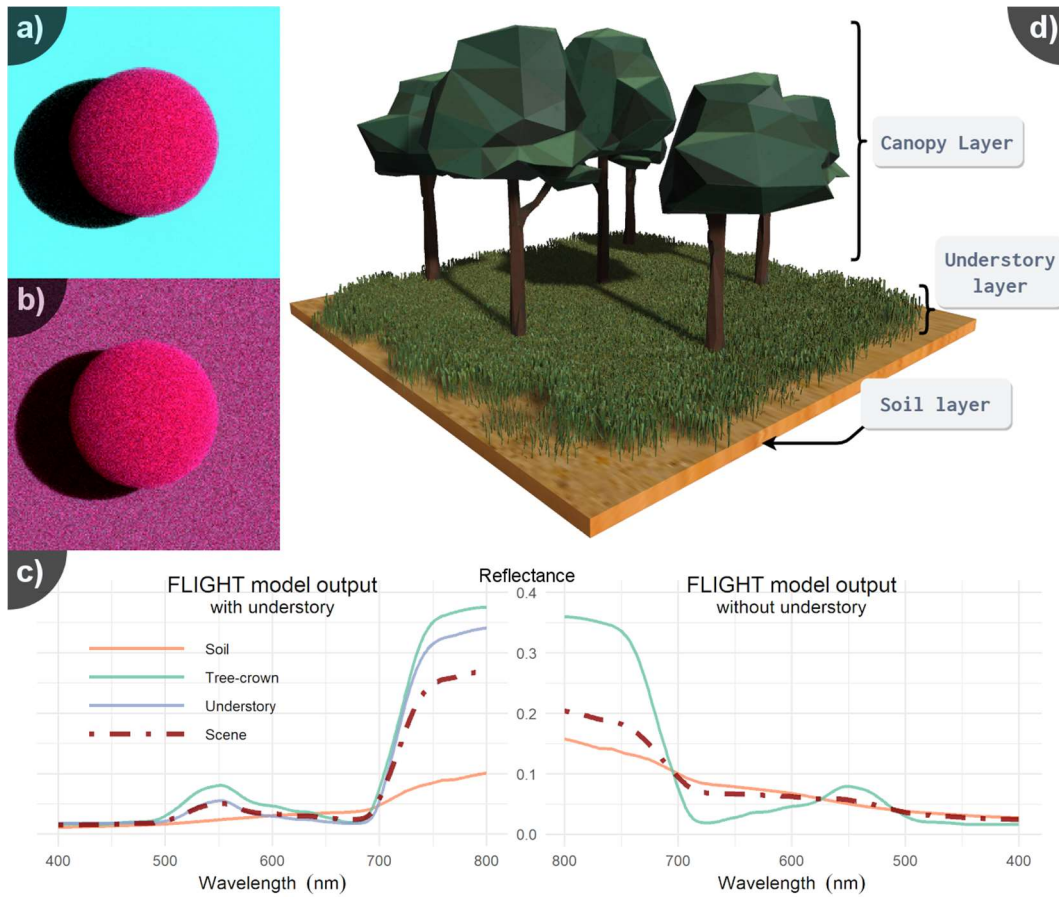 a)
d)
Canopy Layer
Understory
layer
b)
Soil layer
c)
FLIGHT model output
with understory
Reflectance
FLIGHT model output
without understory
Soil
Tree-crown
Understory
Scene
0.4
0.3
0.2
0.1
0.0
400
500
600
700
800
800
700
600
500
400
Wavelength (nm)
Wavelength (nm)